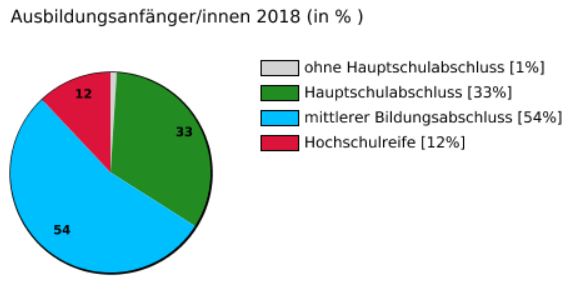 Ausbildungsanfänger/innen 2018 (in % )
ohne Hauptschulabschluss [1%]
Hauptschulabschluss [33%]
mittlerer Bildungsabschluss [54%]
Hochschulreife [12%]
12
33
54